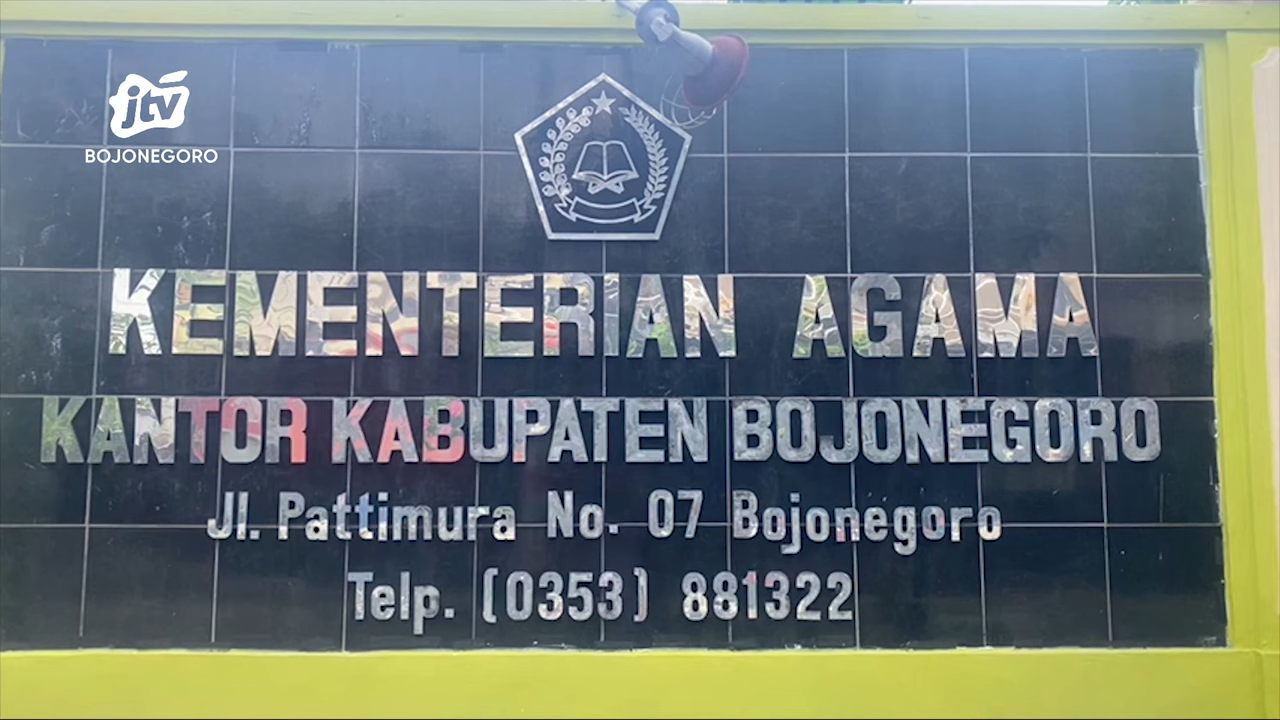 jtv
BOJONEGORO
KEMENTERIAN AGAMA
KANTOR KABUPATEN BOJONEGORO
Jl. Pattimura No. 07 Bojonegoro
Telp. (0353) 881322